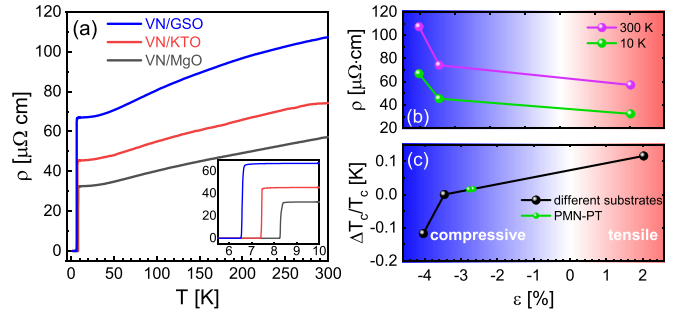 (a)
VN/GSO
VN/KTO
VN/MgO
ρ [μΩ cm]
120
100
80
60
40
20
0
0 50 100 150 200 250 300
T [K]
60
40
20
0
6 7 8 9 10
120
100
80
60
40
20
ρ [μΩ·cm]
300 K
10 K
(b)
(c)
ΔTc/Tc [K]
0.1
0.0
-0.1
-0.2
different substrates
PMN-PT
compressive
tensile
-4 -3 -2 -1 0 1 2
ε [%]